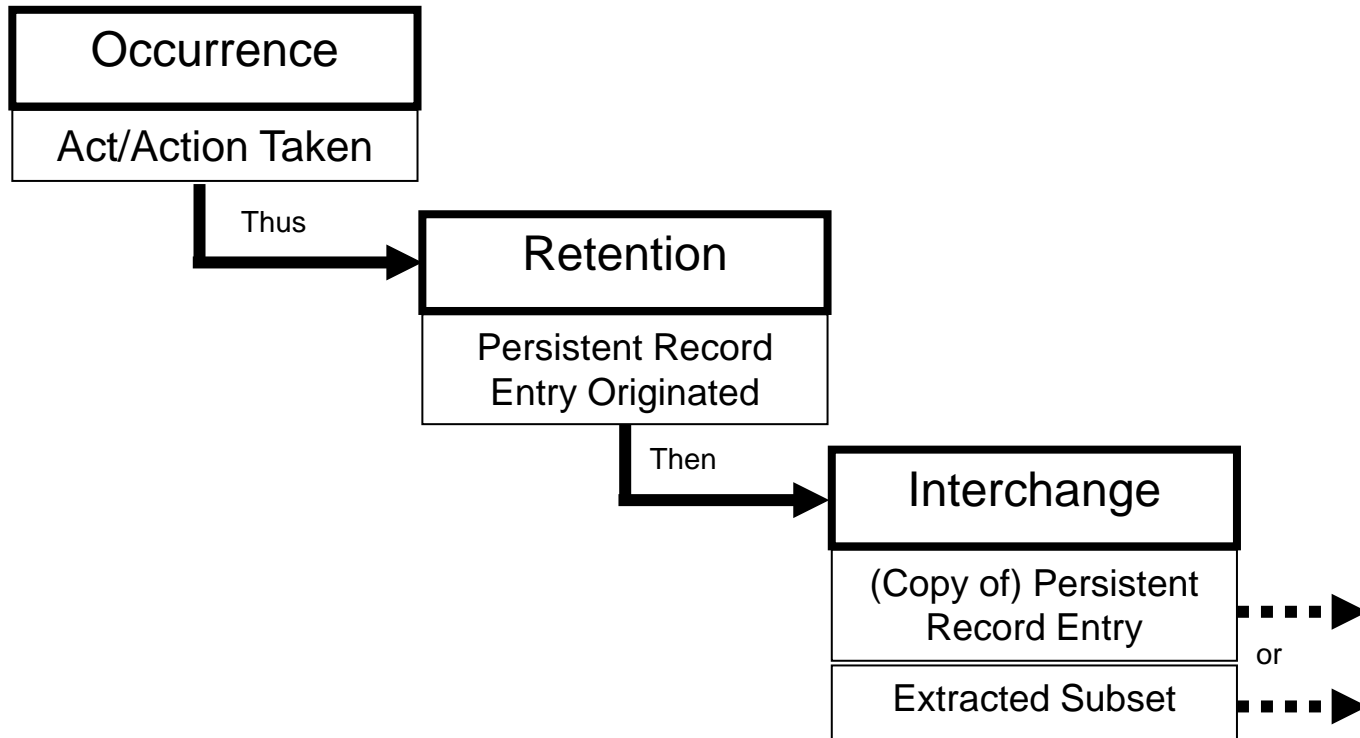 Occurrence
Act/Action Taken
Thus
Retention
Persistent Record
Entry Originated
Then
Interchange
(Copy of) Persistent
Record Entry
or
Extracted Subset